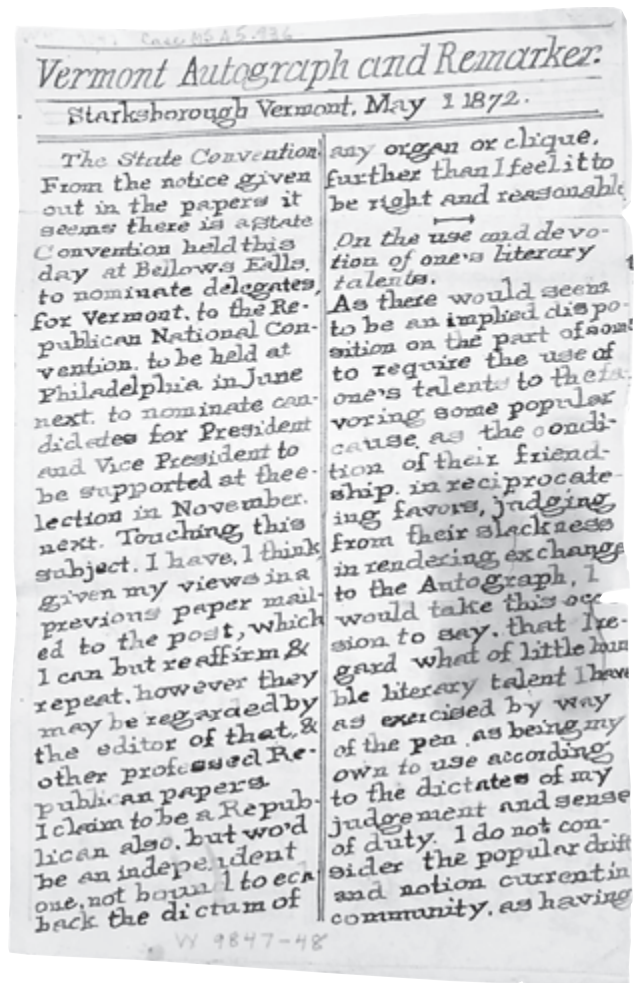 Case MS A 5.936
Vermont Autograph and Remarker.
Starksborough Vermont, May 1 1872.
The State Convention
From the notice given
out in the papers it
seems there is a State
Convention held this
day at Bellows Falls,
to nominate delegates,
for Vermont, to the Re-
publican National Con-
vention, to be held at
Philadelphia in June
next, to nominate can-
didates for President
and Vice President to
be supported at the e-
lection in November.
next. Touching this
subject, I have, I think
given my views in a
previous paper mail-
ed to the post, which
I can but reaffirm &
repeat, however they
may be regarded by
the editor of that, &
other professed Re-
publican papers.
I claim to be a Repub-
lican also, but wo'd
be an independent
one, not bound to ech
back the dictum of
any organ or clique,
further than I feel it to
be right and reasonable
On the use and devo-
tion of one's literary
talents.
As there would seem
to be an implied dispo-
sition on the part of some
to require the use of
one's talents to the fa-
voring some popular
cause, as the condi-
tion of their friend-
ship, in reciprocate-
ing favors, judging
from their slackness
in rendering exchange
to the Autograph, I
would take this occa
sion to say, that I re-
gard what of little hum
ble literary talent I have
as exercised by way
of the pen, as being my
own to use according
to the dictates of my
judgement and sense
of duty. I do not con-
sider the popular drift
and notion current in
community, as having
W 9847-48